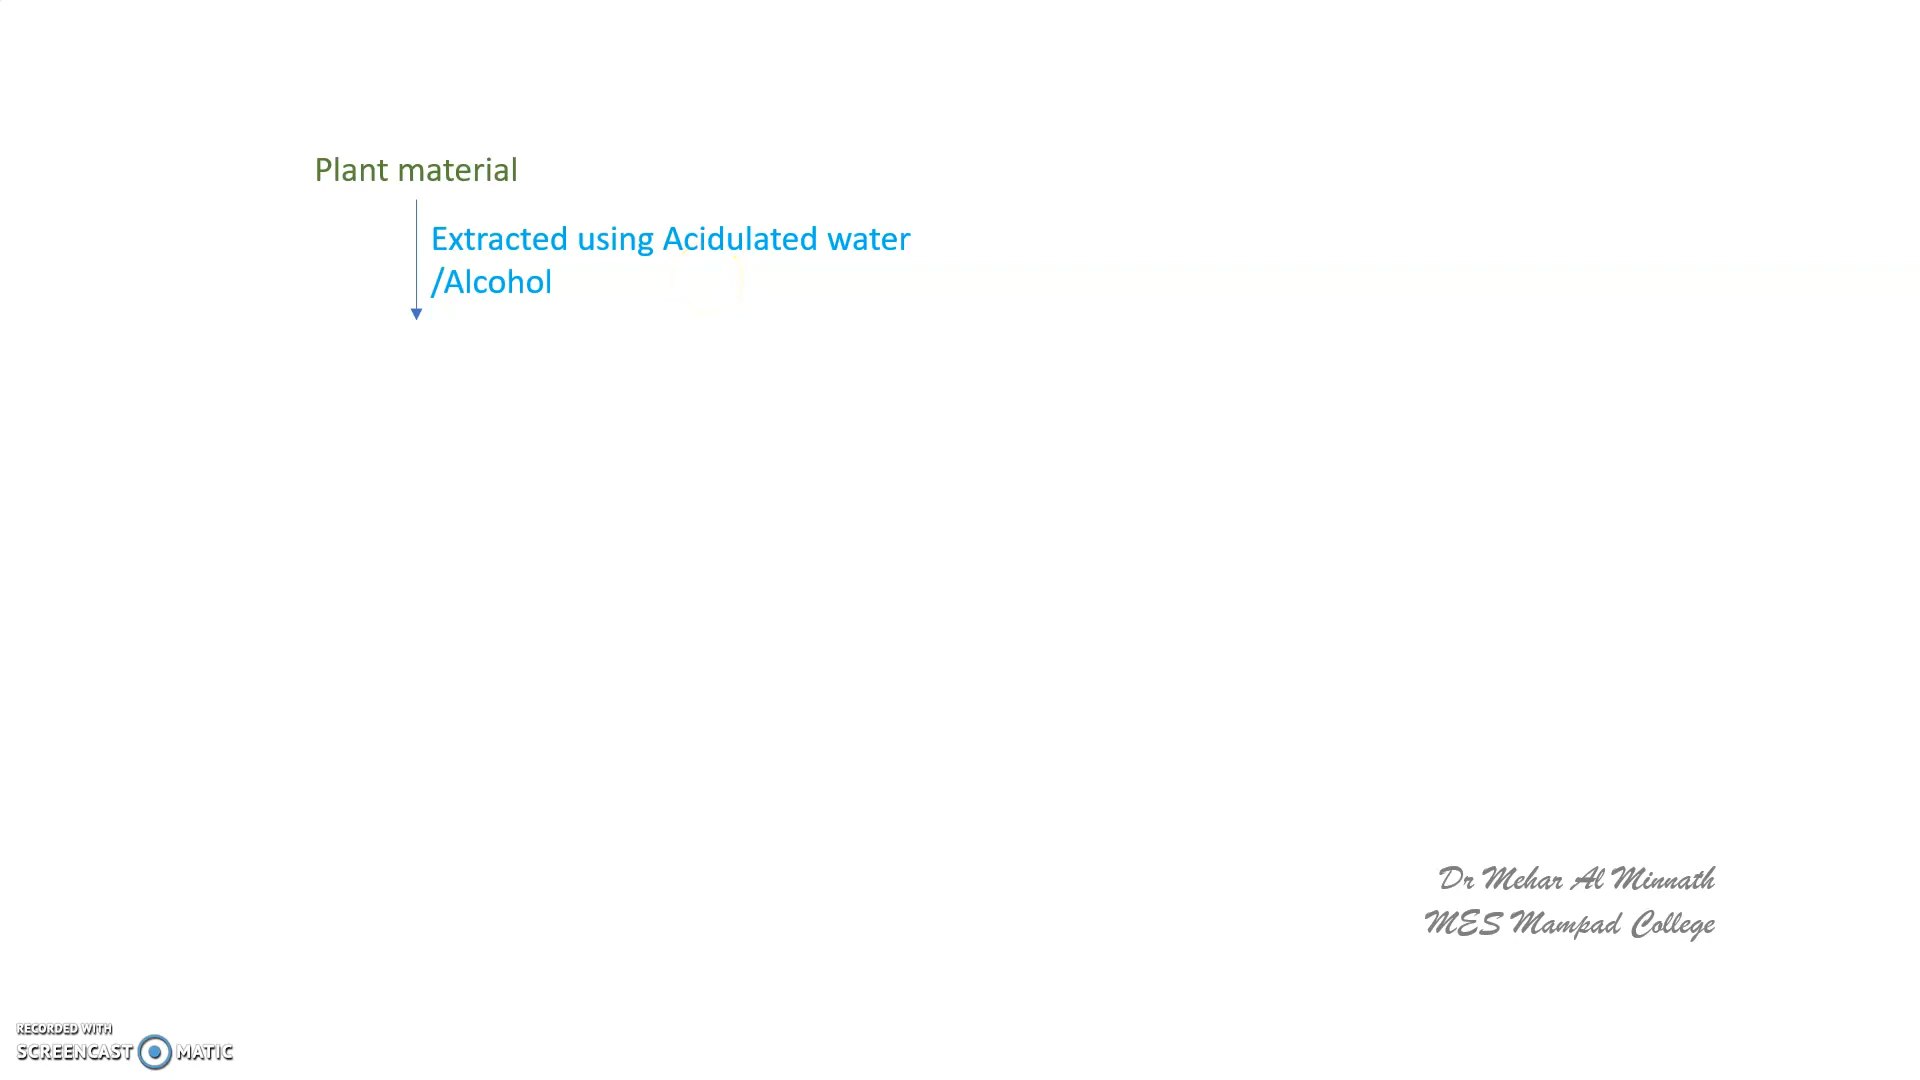 Plant material
Extracted using Acidulated water
/Alcohol
Dr Mehar Al Minnath
MES Mampad College
RECORDED WITH
SCREENCAST MATIC